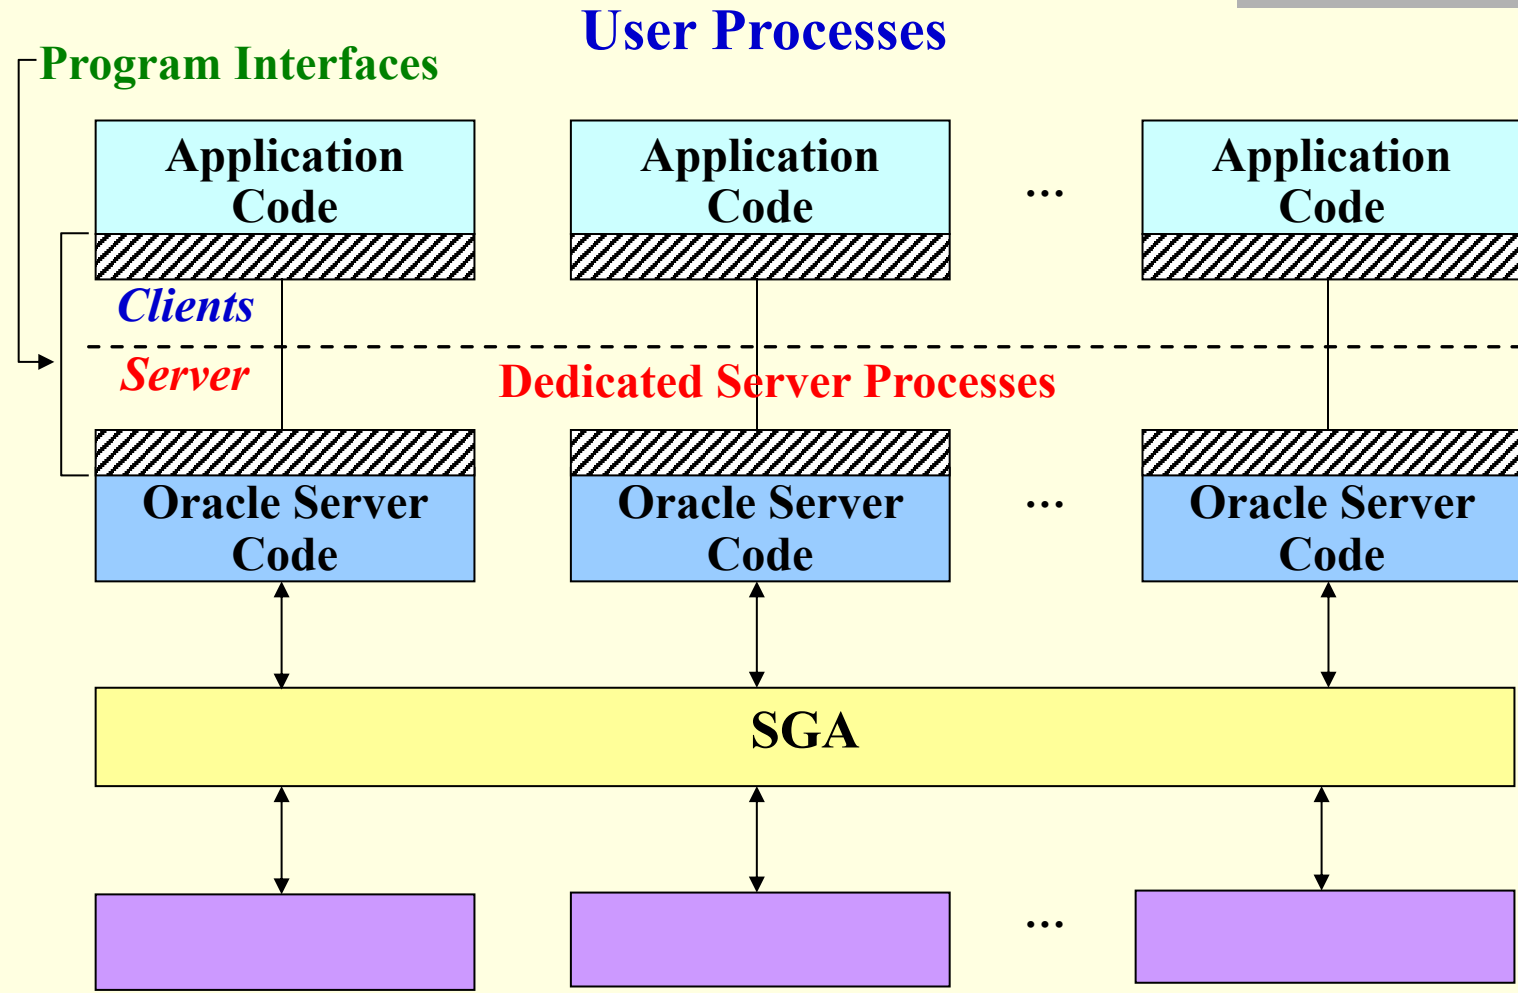 User Processes
Program Interfaces
Application
Code
Application
Code
...
Application
Code
Clients
Server
Dedicated Server Processes
Oracle Server
Code
Oracle Server
Code
...
Oracle Server
Code
SGA
...